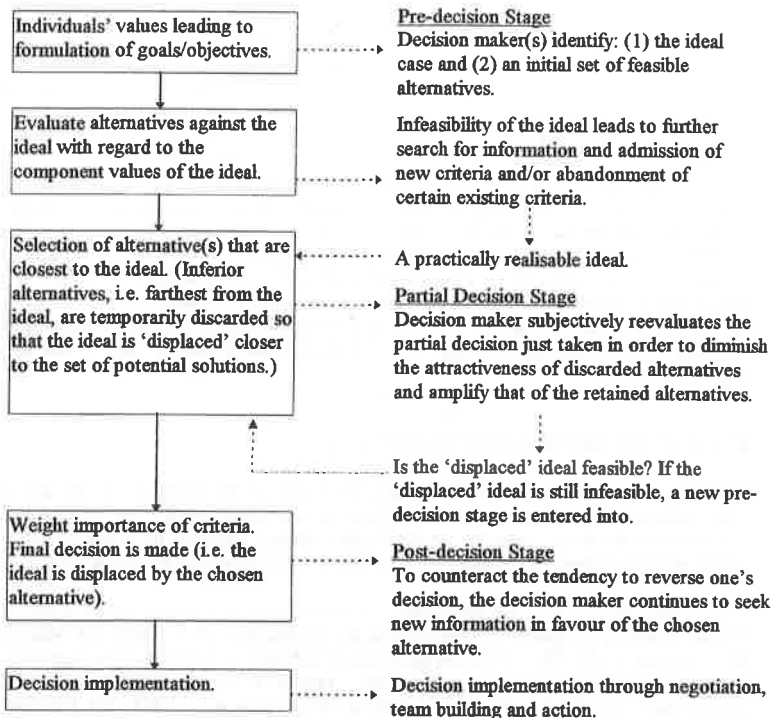 Individuals' values leading to
formulation of goals/objectives.
Pre-decision Stage
Decision maker(s) identify: (1) the ideal
case and (2) an initial set of feasible
alternatives.
Evaluate alternatives against the
ideal with regard to the
component values of the ideal.
Infeasibility of the ideal leads to further
search for information and admission of
new criteria and/or abandonment of
certain existing criteria.
Selection of alternative(s) that are
closest to the ideal. (Inferior
alternatives, i.e. farthest from the
ideal, are temporarily discarded so
that the ideal is 'displaced' closer
to the set of potential solutions.)
A practically realisable ideal.
Partial Decision Stage
Decision maker subjectively reevaluates the
partial decision just taken in order to diminish
the attractiveness of discarded alternatives
and amplify that of the retained alternatives.
Is the 'displaced' ideal feasible? If the
'displaced' ideal is still infeasible, a new pre-
decision stage is entered into.
Weight importance of criteria.
Final decision is made (i.e. the
ideal is displaced by the chosen
alternative).
Post-decision Stage
To counteract the tendency to reverse one's
decision, the decision maker continues to seek
new information in favour of the chosen
alternative.
Decision implementation.
Decision implementation through negotiation,
team building and action.